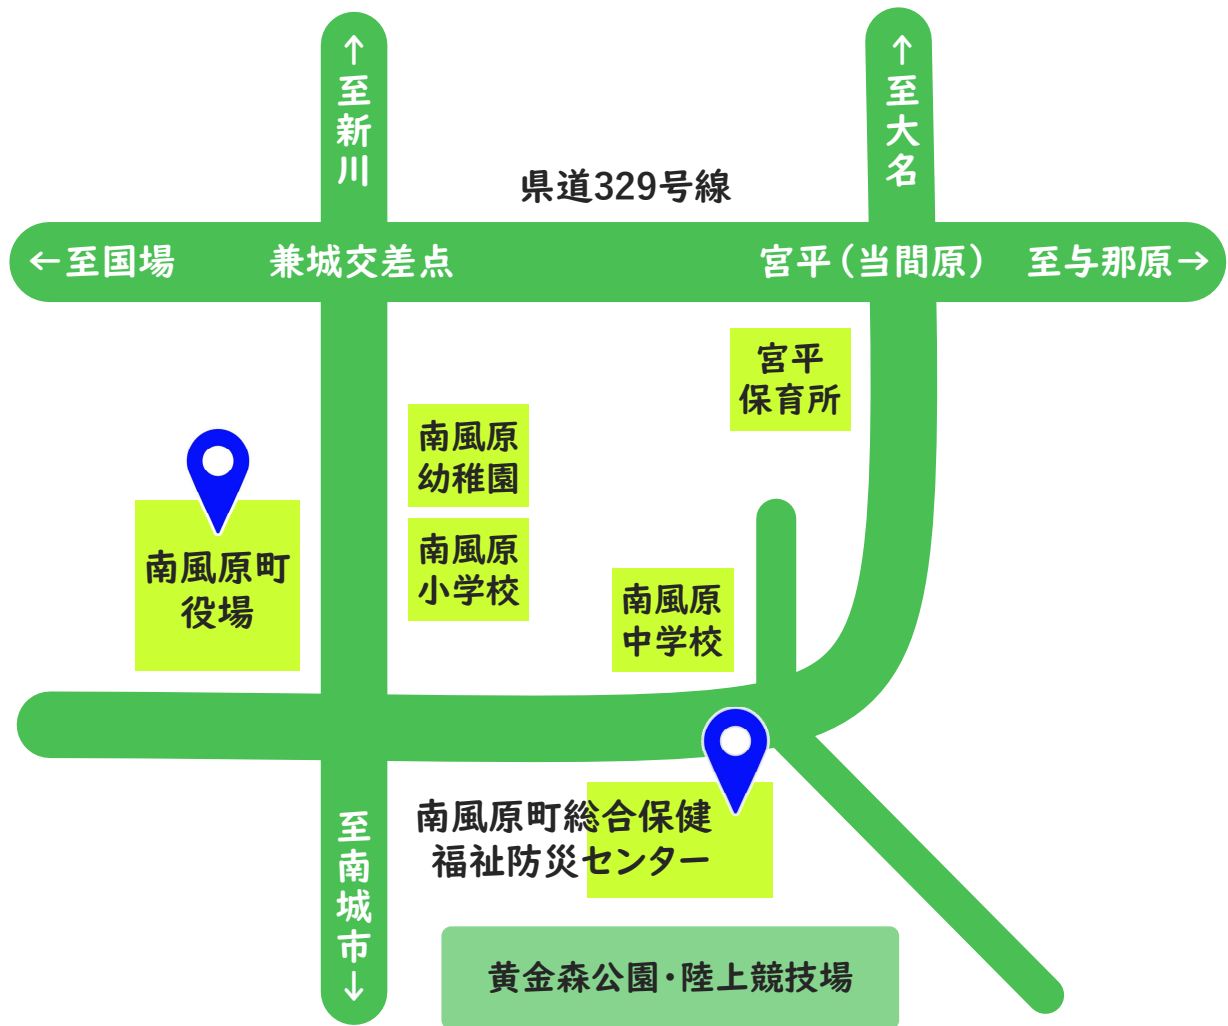 ↑至新川
↑至大名
県道329号線
←至国場
兼城交差点
宮平(当間原)
至与那原→
宮平
保育所
南風原
幼稚園
南風原町
役場
南風原
小学校
南風原
中学校
南風原町総合保健
福祉防災センター
至南城市↓
黄金森公園・陸上競技場